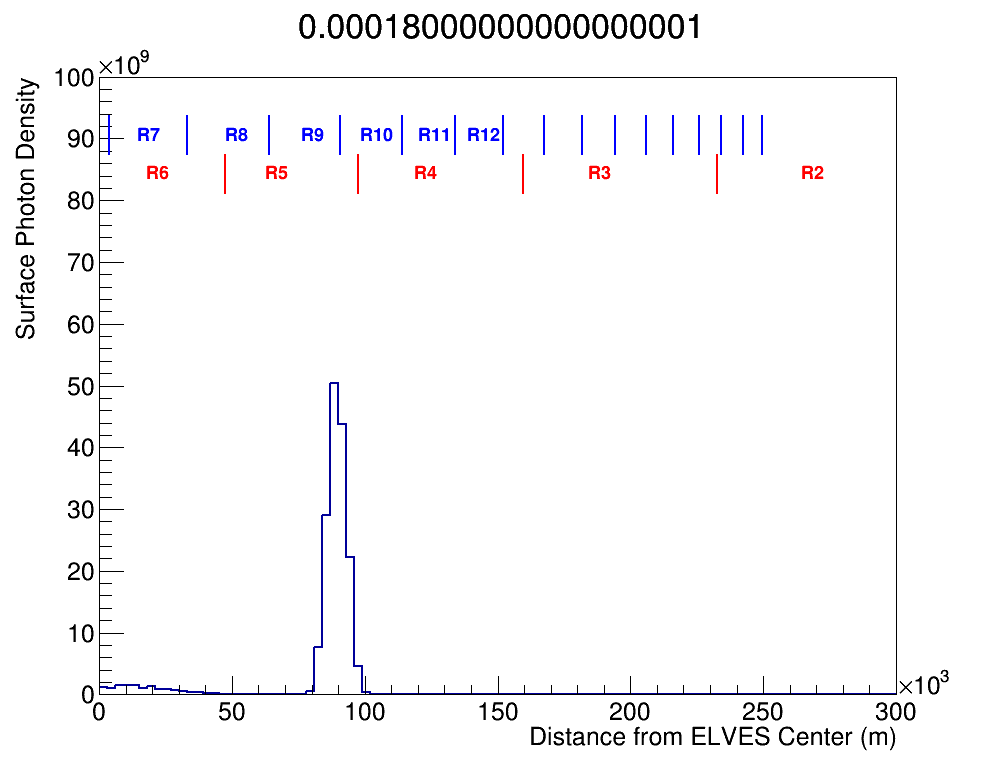 0.00018000000000000001
×10⁹
Surface Photon Density
100
90
80
70
60
50
40
30
20
10
0
R7 R8 R9 R10 R11 R12
R6 R5 R4 R3 R2
0 50 100 150 200 250 300
×10³
Distance from ELVES Center (m)